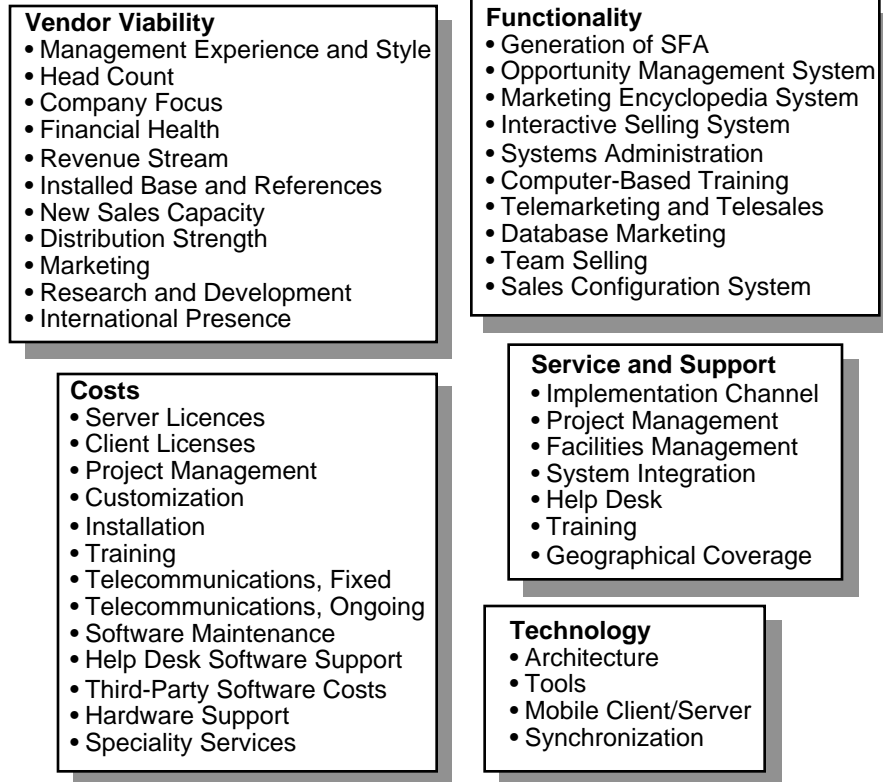 Vendor Viability
• Management Experience and Style
• Head Count
• Company Focus
• Financial Health
• Revenue Stream
• Installed Base and References
• New Sales Capacity
• Distribution Strength
• Marketing
• Research and Development
• International Presence
Functionality
• Generation of SFA
• Opportunity Management System
• Marketing Encyclopedia System
• Interactive Selling System
• Systems Administration
• Computer-Based Training
• Telemarketing and Telesales
• Database Marketing
• Team Selling
• Sales Configuration System
Costs
• Server Licences
• Client Licenses
• Project Management
• Customization
• Installation
• Training
• Telecommunications, Fixed
• Telecommunications, Ongoing
• Software Maintenance
• Help Desk Software Support
• Third-Party Software Costs
• Hardware Support
• Speciality Services
Service and Support
• Implementation Channel
• Project Management
• Facilities Management
• System Integration
• Help Desk
• Training
• Geographical Coverage
Technology
• Architecture
• Tools
• Mobile Client/Server
• Synchronization